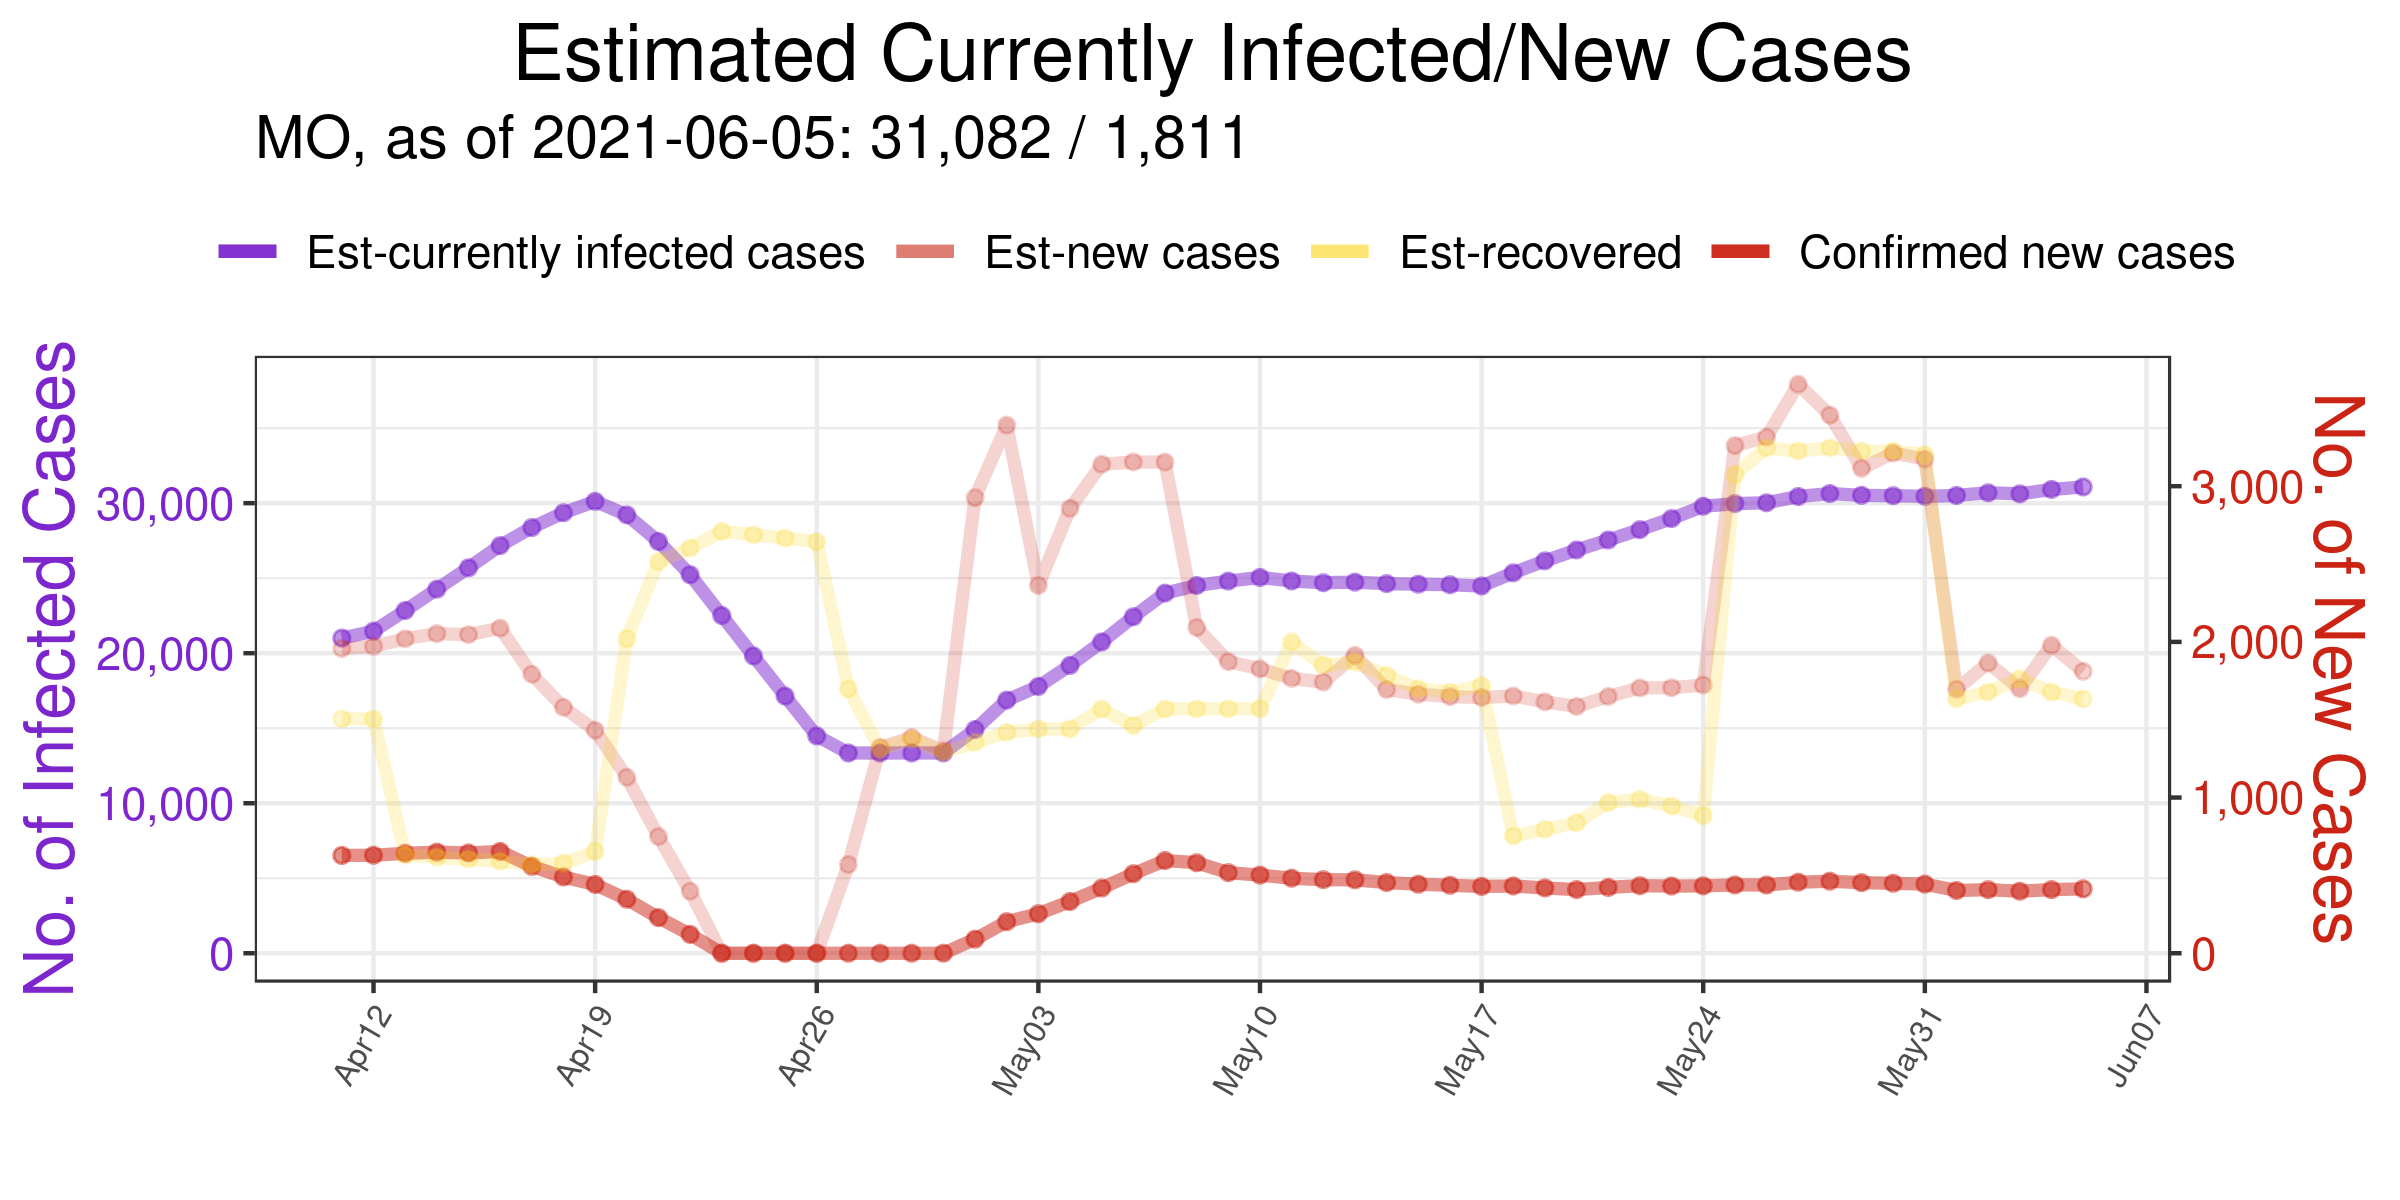 Estimated Currently Infected/New Cases
MO, as of 2021-06-05: 31,082 / 1,811
Est-currently infected cases
Est-new cases
Est-recovered
Confirmed new cases
No. of Infected Cases
30,000
20,000
10,000
0
3,000
2,000
1,000
0
No. of New Cases
Apr12
Apr19
Apr26
May03
May10
May17
May24
May31
Jun07